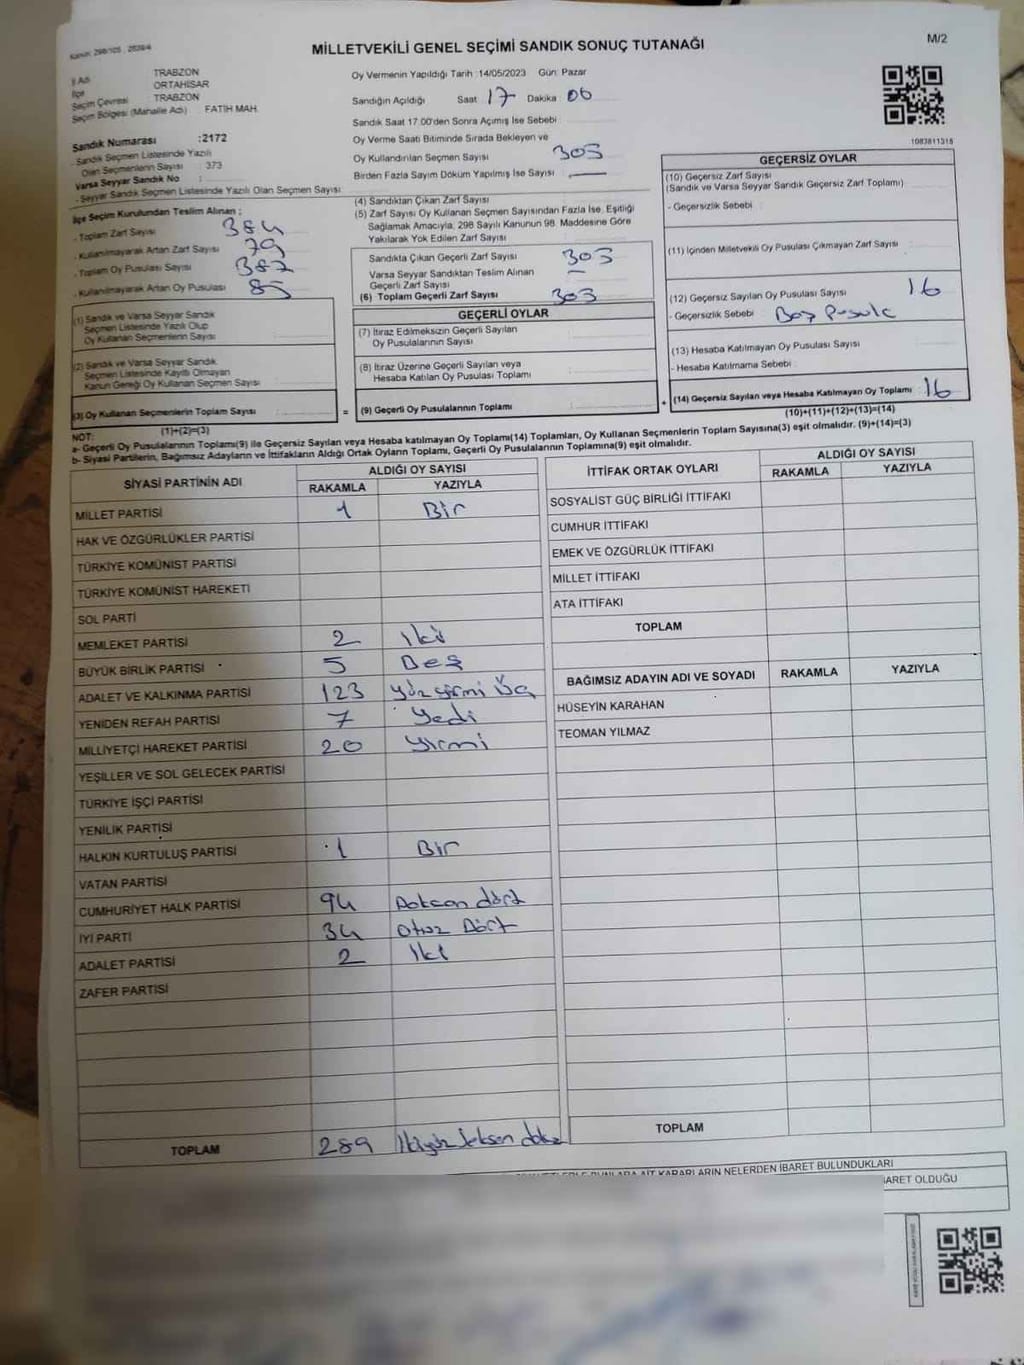 Kanun: 298/105 , 2839/4
MİLLETVEKİLİ GENEL SEÇİMİ SANDIK SONUÇ TUTANAĞI
M/2
İl Adı TRABZON
İlçe ORTAHİSAR
Seçim Çevresi TRABZON
Seçim Bölgesi (Mahalle Adı) FATİH MAH.
Oy Vermenin Yapıldığı Tarih :14/05/2023 Gün: Pazar
Sandığın Açıldığı Saat 17 Dakika 06
Sandık Saat 17:00'den Sonra Açımış İse Sebebi :
Sandık Numarası :2172
- Sandık Seçmen Listesinde Yazılı
Olan Seçmenlerin Sayısı : 373
Varsa Seyyar Sandık No :
- Seyyar Sandık Seçmen Listesinde Yazılı Olan Seçmen Sayısı
Oy Verme Saati Bitiminde Sırada Bekleyen ve
Oy Kullandırılan Seçmen Sayısı 305
Birden Fazla Sayım Döküm Yapılmış İse Sayısı : —
1083811316
İlçe Seçim Kurulundan Teslim Alınan :
- Toplam Zarf Sayısı 384
- Kullanılmayarak Artan Zarf Sayısı 79
- Toplam Oy Pusulası Sayısı 387
- Kullanılmayarak Artan Oy Pusulası 85
(4) Sandıktan Çıkan Zarf Sayısı
(5) Zarf Sayısı Oy Kullanan Seçmen Sayısından Fazla İse, Eşitliği
Sağlamak Amacıyla, 298 Sayılı Kanunun 98. Maddesine Göre
Yakılarak Yok Edilen Zarf Sayısı
Sandıkta Çıkan Geçerli Zarf Sayısı 305
Varsa Seyyar Sandıktan Teslim Alınan
Geçerli Zarf Sayısı —
(6) Toplam Geçerli Zarf Sayısı 303
GEÇERSİZ OYLAR
(10) Geçersiz Zarf Sayısı
(Sandık ve Varsa Seyyar Sandık Geçersiz Zarf Toplamı)
- Geçersizlik Sebebi :
(11) İçinden Milletvekili Oy Pusulası Çıkmayan Zarf Sayısı
(12) Geçersiz Sayılan Oy Pusulası Sayısı 16
- Geçersizlik Sebebi : Boş Pusula
(13) Hesaba Katılmayan Oy Pusulası Sayısı
- Hesaba Katılmama Sebebi :
(14) Geçersiz Sayılan veya Hesaba Katılmayan Oy Toplamı 16
(10)+(11)+(12)+(13)=(14)
(1) Sandık ve Varsa Seyyar Sandık
Seçmen Listesinde Yazılı Olup
Oy Kullanan Seçmenlerin Sayısı
(2) Sandık ve Varsa Seyyar Sandık
Seçmen Listesinde Kayıtlı Olmayan
Kanun Gereği Oy Kullanan Seçmen Sayısı
(3) Oy Kullanan Seçmenlerin Toplam Sayısı
(1)+(2)=(3)
=
GEÇERLİ OYLAR
(7) İtiraz Edilmeksizin Geçerli Sayılan
Oy Pusulalarının Sayısı
(8) İtiraz Üzerine Geçerli Sayılan veya
Hesaba Katılan Oy Pusulası Toplamı
(9) Geçerli Oy Pusulalarının Toplamı
+
NOT:
a- Geçerli Oy Pusulalarının Toplamı(9) ile Geçersiz Sayılan veya Hesaba katılmayan Oy Toplamı(14) Toplamları, Oy Kullanan Seçmenlerin Toplam Sayısına(3) eşit olmalıdır. (9)+(14)=(3)
b- Siyasi Partilerin, Bağımsız Adayların ve İttifakların Aldığı Ortak Oyların Toplamı, Geçerli Oy Pusulalarının Toplamına(9) eşit olmalıdır.
SİYASİ PARTİNİN ADI ALDIĞI OY SAYISI
RAKAMLA YAZIYLA
MİLLET PARTİSİ 1 Bir
HAK VE ÖZGÜRLÜKLER PARTİSİ
TÜRKİYE KOMÜNİST PARTİSİ
TÜRKİYE KOMÜNİST HAREKETİ
SOL PARTİ
MEMLEKET PARTİSİ 2 iki
BÜYÜK BİRLİK PARTİSİ 5 Beş
ADALET VE KALKINMA PARTİSİ 123 Yüz yirmi Üç
YENİDEN REFAH PARTİSİ 7 Yedi
MİLLİYETÇİ HAREKET PARTİSİ 20 Yirmi
YEŞİLLER VE SOL GELECEK PARTİSİ
TÜRKİYE İŞÇİ PARTİSİ
YENİLİK PARTİSİ
HALKIN KURTULUŞ PARTİSİ 1 Bir
VATAN PARTİSİ
CUMHURİYET HALK PARTİSİ 94 Doksan dört
İYİ PARTİ 34 Otuz Dört
ADALET PARTİSİ 2 iki
ZAFER PARTİSİ
TOPLAM 289 ikiyüz seksen dokuz
İTTİFAK ORTAK OYLARI ALDIĞI OY SAYISI
RAKAMLA YAZIYLA
SOSYALİST GÜÇ BİRLİĞİ İTTİFAKI
CUMHUR İTTİFAKI
EMEK VE ÖZGÜRLÜK İTTİFAKI
MİLLET İTTİFAKI
ATA İTTİFAKI
TOPLAM
BAĞIMSIZ ADAYIN ADI VE SOYADI RAKAMLA YAZIYLA
HÜSEYİN KARAHAN
TEOMAN YILMAZ
TOPLAM
BUNLARA AİT KARARLARIN NELERDEN İBARET BULUNDUKLARI
İBARET OLDUĞU